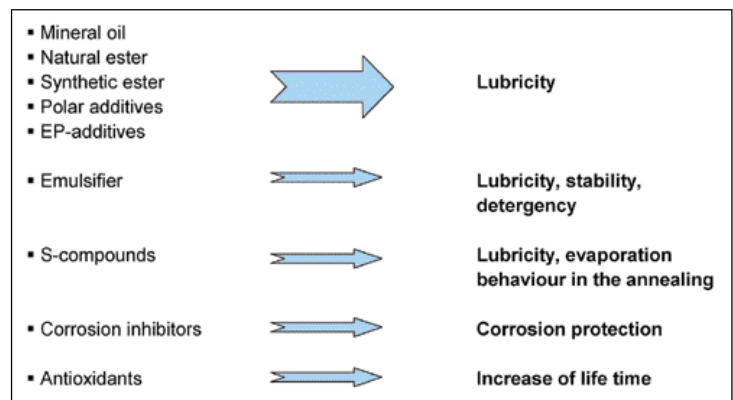 ▪ Mineral oil
▪ Natural ester
▪ Synthetic ester
▪ Polar additives
▪ EP-additives
Lubricity
▪ Emulsifier
Lubricity, stability,
detergency
▪ S-compounds
Lubricity, evaporation
behaviour in the annealing
▪ Corrosion inhibitors
Corrosion protection
▪ Antioxidants
Increase of life time